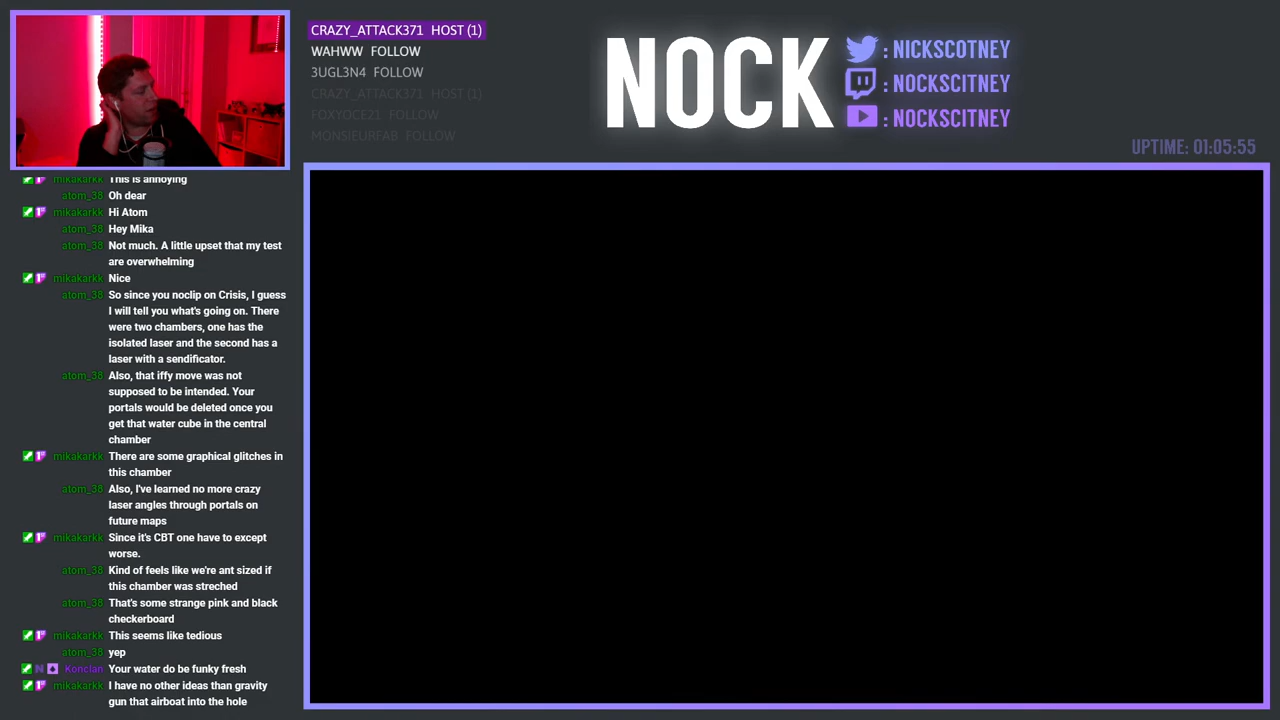 CRAZY_ATTACK371 HOST (1)
WAHWW FOLLOW
3UGL3N4 FOLLOW
CRAZY_ATTACK371 HOST (1)
FOXYOCE21 FOLLOW
MONSIEURFAB FOLLOW
NOCK
: NICKSCOTNEY
: NOCKSCITNEY
: NOCKSCITNEY
UPTIME: 01:05:55
mikakarkk This is annoying
atom_38 Oh dear
mikakarkk Hi Atom
atom_38 Hey Mika
atom_38 Not much. A little upset that my test
are overwhelming
mikakarkk Nice
atom_38 So since you noclip on Crisis, I guess
I will tell you what's going on. There
were two chambers, one has the
isolated laser and the second has a
laser with a sendificator.
atom_38 Also, that iffy move was not
supposed to be intended. Your
portals would be deleted once you
get that water cube in the central
chamber
mikakarkk There are some graphical glitches in
this chamber
atom_38 Also, I've learned no more crazy
laser angles through portals on
future maps
mikakarkk Since it's CBT one have to except
worse.
atom_38 Kind of feels like we're ant sized if
this chamber was streched
atom_38 That's some strange pink and black
checkerboard
mikakarkk This seems like tedious
atom_38 yep
N Konclan Your water do be funky fresh
mikakarkk I have no other ideas than gravity
gun that airboat into the hole